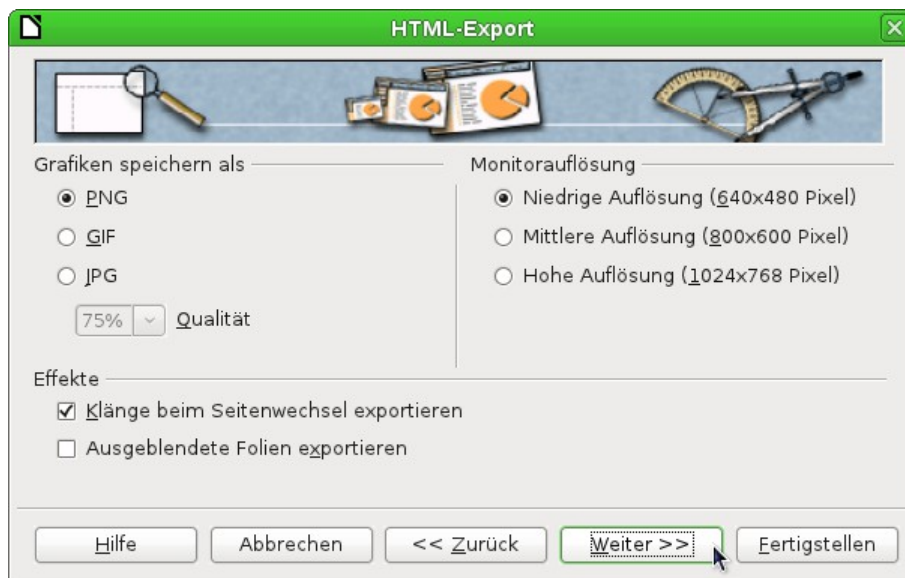 HTML-Export
Grafiken speichern als
PNG
GIF
JPG
75% Qualität
Monitorauflösung
Niedrige Auflösung (640x480 Pixel)
Mittlere Auflösung (800x600 Pixel)
Hohe Auflösung (1024x768 Pixel)
Effekte
Klänge beim Seitenwechsel exportieren
Ausgeblendete Folien exportieren
Hilfe Abbrechen << Zurück Weiter >> Fertigstellen